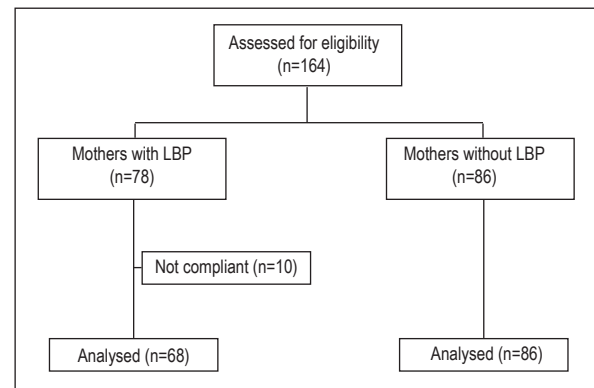 Assessed for eligibility
(n=164)
Mothers with LBP
(n=78)
Mothers without LBP
(n=86)
Not compliant (n=10)
Analysed (n=68)
Analysed (n=86)